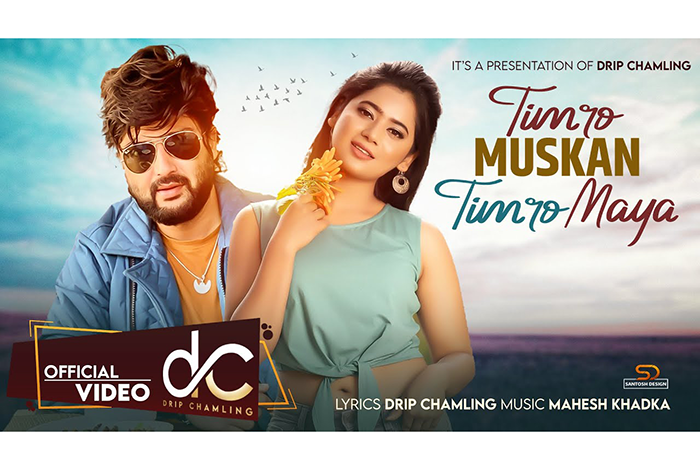 IT'S A PRESENTATION OF DRIP CHAMLING
Timro
MUSKAN
Timro Maya
OFFICIAL
VIDEO
dc
DRIP CHAMLING
SD
SANTOSH DESIGN
LYRICS DRIP CHAMLING MUSIC MAHESH KHADKA